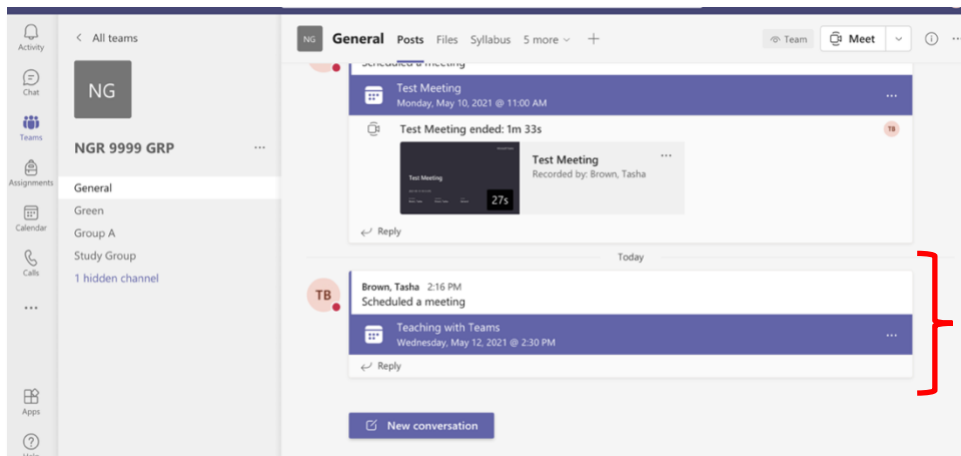 Activity
Chat
Teams
Assignments
Calendar
Calls
...
Apps
Help
All teams
NG
NGR 9999 GRP
...
General
Green
Group A
Study Group
1 hidden channel
NG General Posts Files Syllabus 5 more +
Team Meet ...
Scheduled a meeting
Test Meeting
Monday, May 10, 2021 @ 11:00 AM
...
Test Meeting ended: 1m 33s
TB
Test Meeting
27s
Test Meeting
...
Recorded by: Brown, Tasha
Reply
Today
TB
Brown, Tasha 2:16 PM
Scheduled a meeting
Teaching with Teams
Wednesday, May 12, 2021 @ 2:30 PM
...
Reply
New conversation